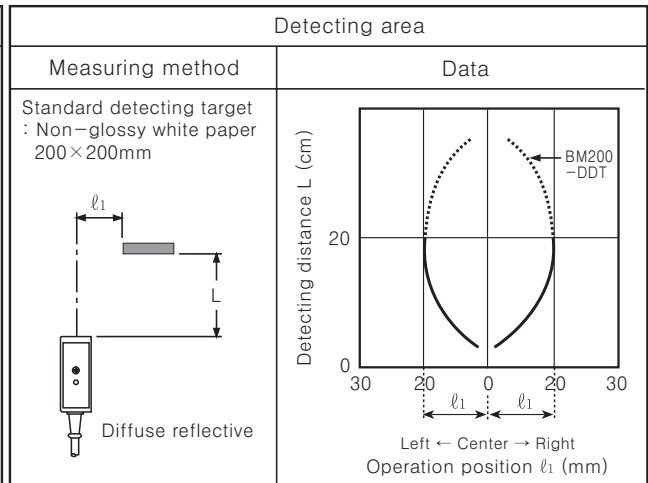 Detecting area
Measuring method
Data
Standard detecting target
: Non-glossy white paper
200×200mm
ℓ1
L
Diffuse reflective
Detecting distance L (cm)
BM200
-DDT
20
0
30 20 0 20 30
ℓ1 ℓ1
Left ← Center → Right
Operation position ℓ1 (mm)